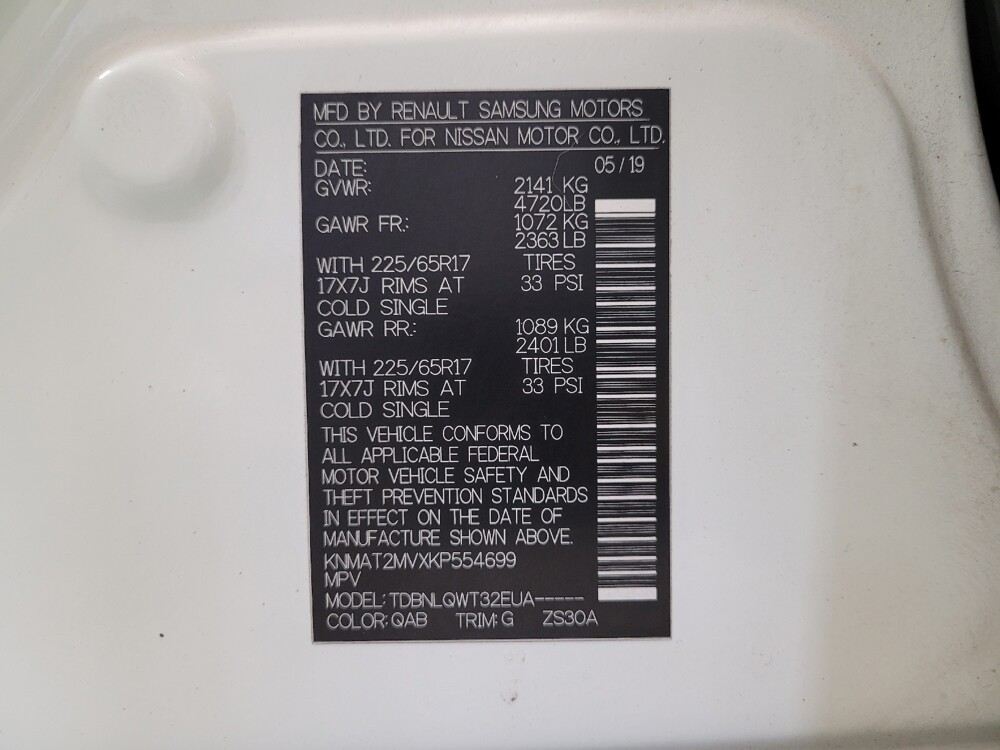 MFD BY RENAULT SAMSUNG MOTORS
CO., LTD. FOR NISSAN MOTOR CO., LTD.
DATE: 05/19
GVWR: 2141 KG
4720LB
GAWR FR.: 1072 KG
2363 LB
WITH 225/65R17 TIRES
17X7J RIMS AT 33 PSI
COLD SINGLE
GAWR RR.: 1089 KG
2401 LB
WITH 225/65R17 TIRES
17X7J RIMS AT 33 PSI
COLD SINGLE
THIS VEHICLE CONFORMS TO
ALL APPLICABLE FEDERAL
MOTOR VEHICLE SAFETY AND
THEFT PREVENTION STANDARDS
IN EFFECT ON THE DATE OF
MANUFACTURE SHOWN ABOVE.
KNMAT2MVXKP554699
MPV
MODEL: TDBNLQWT32EUA-----
COLOR: QAB TRIM: G ZS30A